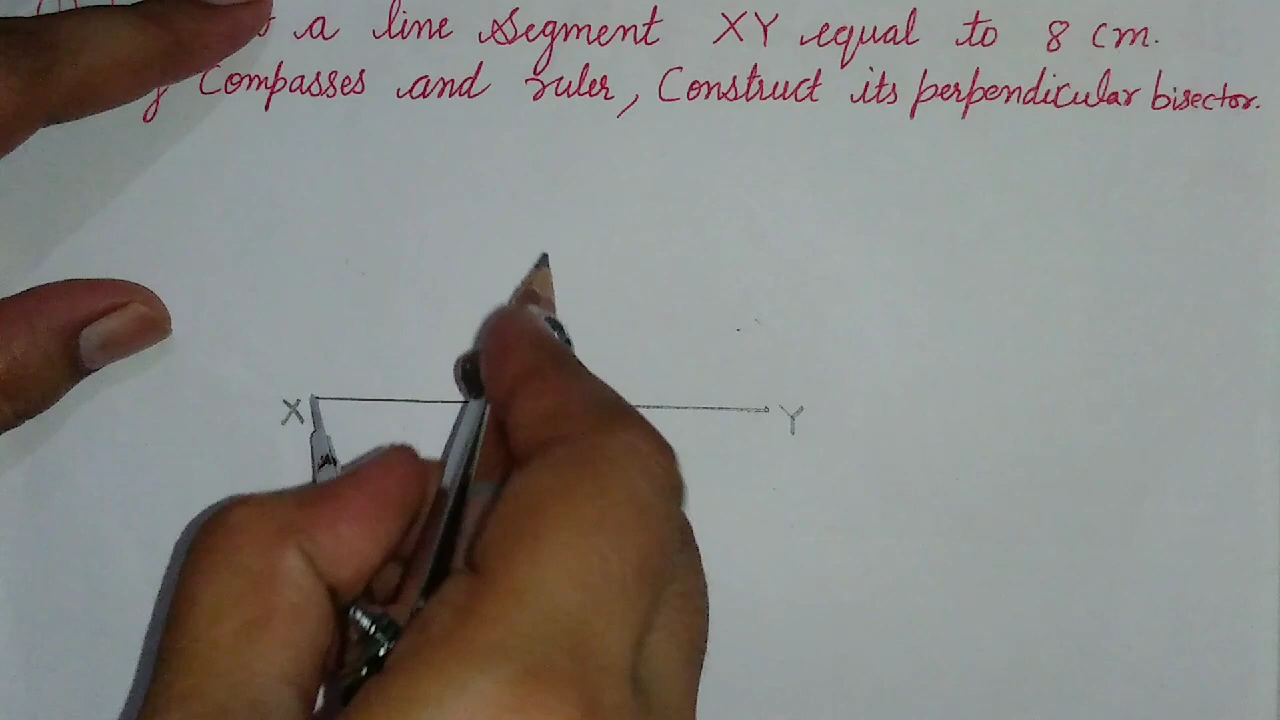 a line Segment XY equal to 8 cm.
Compasses and ruler, Construct its perpendicular bisector.
X Y